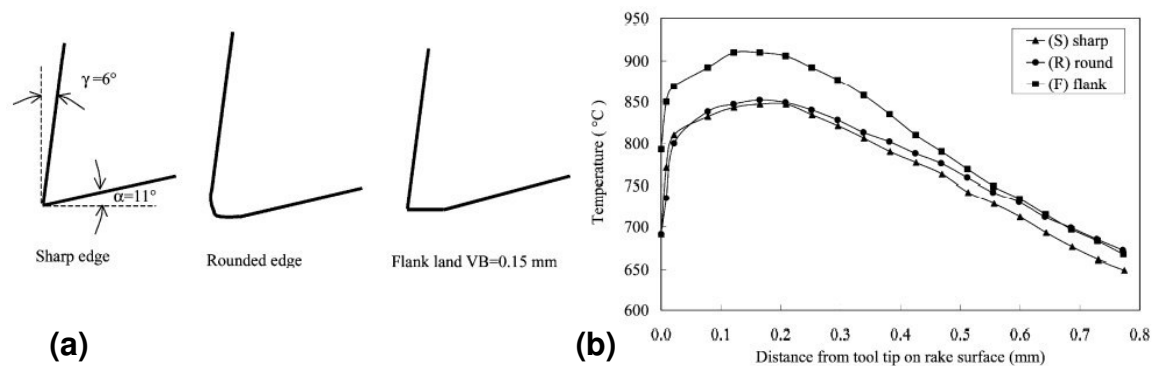 γ=6°
α=11°
Sharp edge
Rounded edge
Flank land VB=0.15 mm
(a)
950
900
850
800
750
700
650
600
Temperature ( °C)
(S) sharp
(R) round
(F) flank
0.0 0.1 0.2 0.3 0.4 0.5 0.6 0.7 0.8
Distance from tool tip on rake surface (mm)
(b)